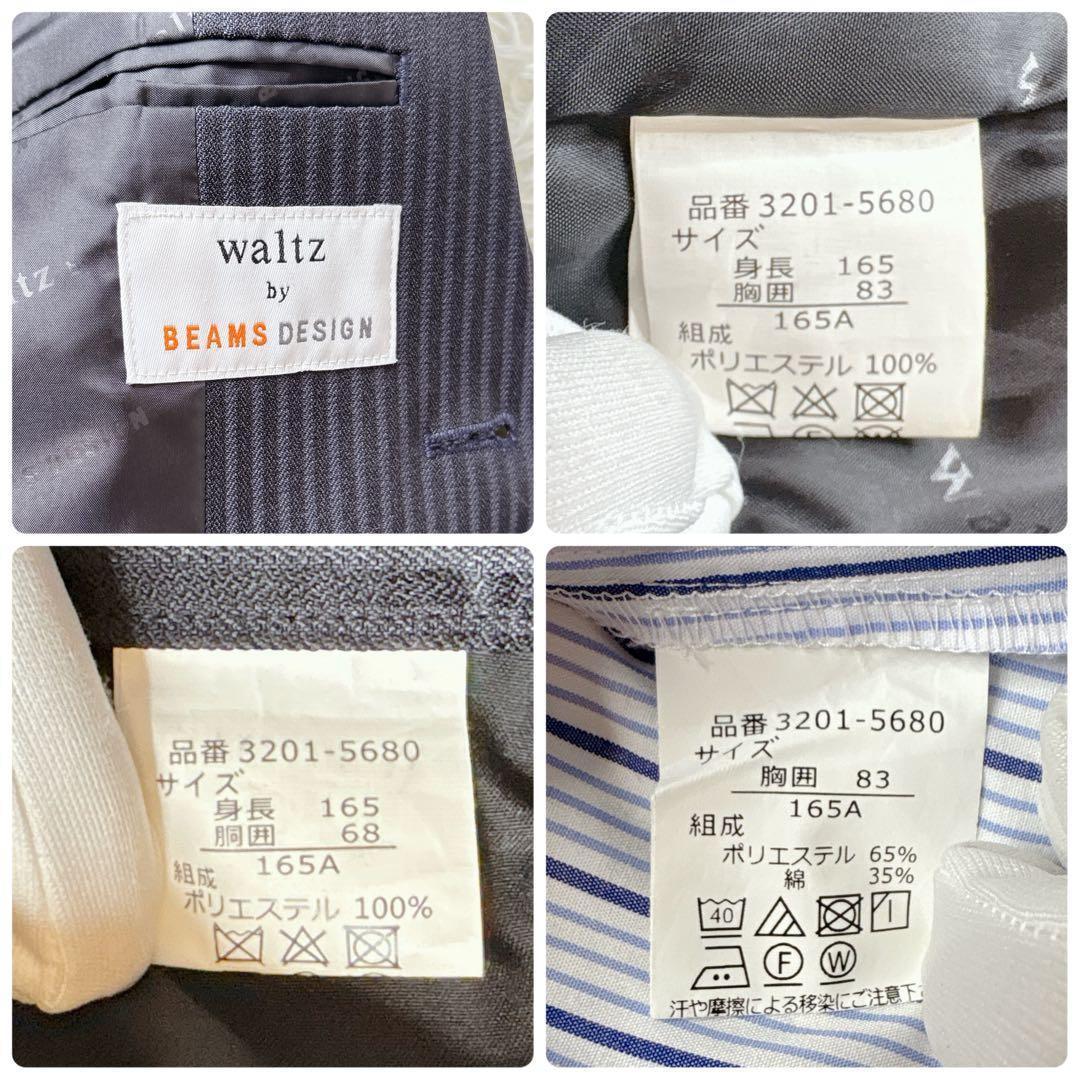 waltz
by
BEAMS DESIGN
ltz
品番 3201-5680
サイズ
身長 165
胸囲 83
165A
組成
ポリエステル 100%
品番 3201-5680
サイズ
身長 165
胴囲 68
165A
組成
ポリエステル 100%
品番 3201-5680
サイズ
胸囲 83
165A
組成
ポリエステル 65%
綿 35%
40
F
W
汗や摩擦による移染にご注意下